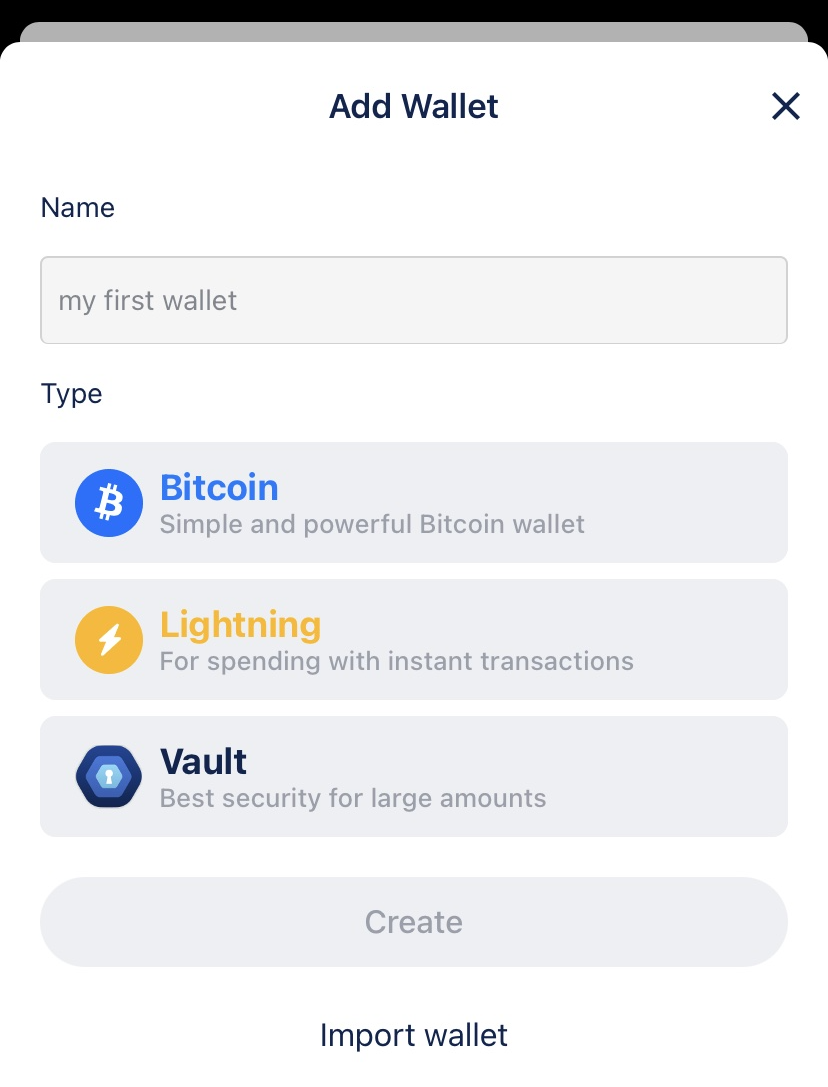 Add Wallet
Name
my first wallet
Type
Bitcoin
Simple and powerful Bitcoin wallet
Lightning
For spending with instant transactions
Vault
Best security for large amounts
Create
Import wallet